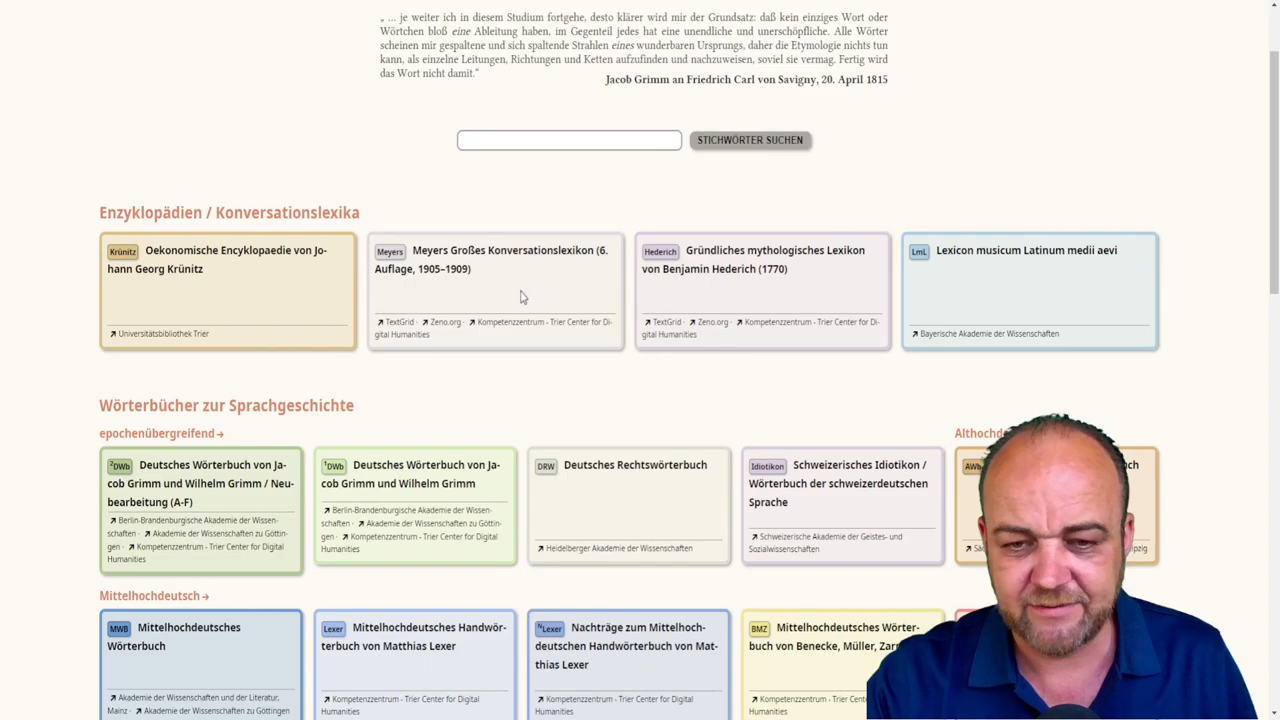 „ ... je weiter ich in diesem Studium fortgehe, desto klärer wird mir der Grundsatz: daß kein einziges Wort oder
Wörtchen bloß eine Ableitung haben, im Gegenteil jedes hat eine unendliche und unerschöpfliche. Alle Wörter
scheinen mir gespaltene und sich spaltende Strahlen eines wunderbaren Ursprungs, daher die Etymologie nichts tun
kann, als einzelne Leitungen, Richtungen und Ketten aufzufinden und nachzuweisen, soviel sie vermag. Fertig wird
das Wort nicht damit.“
Jacob Grimm an Friedrich Carl von Savigny, 20. April 1815
STICHWÖRTER SUCHEN
Enzyklopädien / Konversationslexika
Krünitz Oekonomische Encyklopaedie von Jo-
hann Georg Krünitz
Universitätsbibliothek Trier
Meyers Meyers Großes Konversationslexikon (6.
Auflage, 1905–1909)
TextGrid · Zeno.org · Kompetenzzentrum - Trier Center for Di-
gital Humanities
Hederich Gründliches mythologisches Lexikon
von Benjamin Hederich (1770)
TextGrid · Zeno.org · Kompetenzzentrum - Trier Center for Di-
gital Humanities
LmL Lexicon musicum Latinum medii aevi
Bayerische Akademie der Wissenschaften
Wörterbücher zur Sprachgeschichte
epochenübergreifend →
²DWb Deutsches Wörterbuch von Ja-
cob Grimm und Wilhelm Grimm / Neu-
bearbeitung (A-F)
Berlin-Brandenburgische Akademie der Wissen-
schaften · Akademie der Wissenschaften zu Göttin-
gen · Kompetenzzentrum - Trier Center for Digital
Humanities
¹DWb Deutsches Wörterbuch von Ja-
cob Grimm und Wilhelm Grimm
Berlin-Brandenburgische Akademie der Wissen-
schaften · Akademie der Wissenschaften zu Göttin-
gen · Kompetenzzentrum - Trier Center for Digital
Humanities
DRW Deutsches Rechtswörterbuch
Heidelberger Akademie der Wissenschaften
Idiotikon Schweizerisches Idiotikon /
Wörterbuch der schweizerdeutschen
Sprache
Schweizerische Akademie der Geistes- und
Sozialwissenschaften
Althochd
AWb
Mittelhochdeutsch →
MWB Mittelhochdeutsches
Wörterbuch
Akademie der Wissenschaften und der Literatur,
Mainz · Akademie der Wissenschaften zu Göttingen
Lexer Mittelhochdeutsches Handwör-
terbuch von Matthias Lexer
Kompetenzzentrum - Trier Center for Digital
Humanities
ᴺLexer Nachträge zum Mittelhoch-
deutschen Handwörterbuch von Mat-
thias Lexer
Kompetenzzentrum - Trier Center for Digital
Humanities
BMZ Mittelhochdeutsches Wörter-
buch von Benecke, Müller,
Kompetenzzentrum - Trier Ce
Humanities